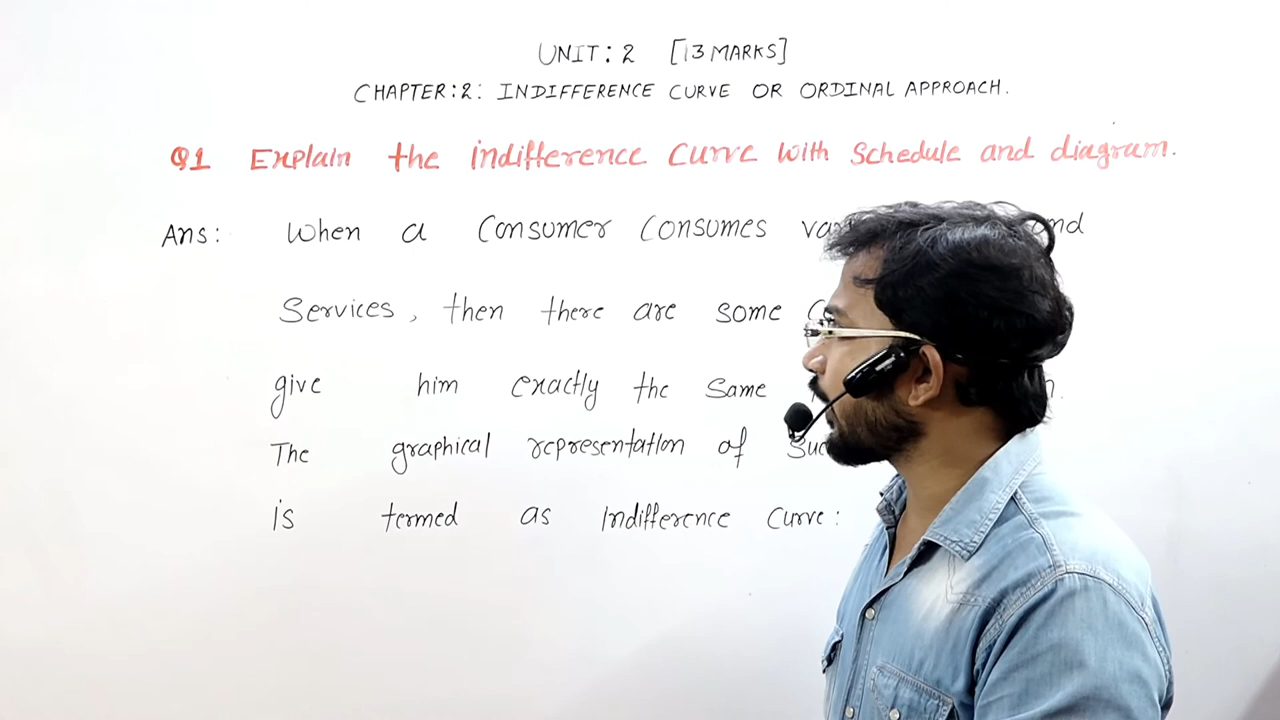 UNIT: 2 [13 MARKS]
CHAPTER:2: INDIFFERENCE CURVE OR ORDINAL APPROACH.
Q1 Explain the indifference curve with schedule and diagram.
Ans: When a consumer consumes and
Services, then there are some
give him exactly the same
The graphical representation of
is termed as indifference curve: